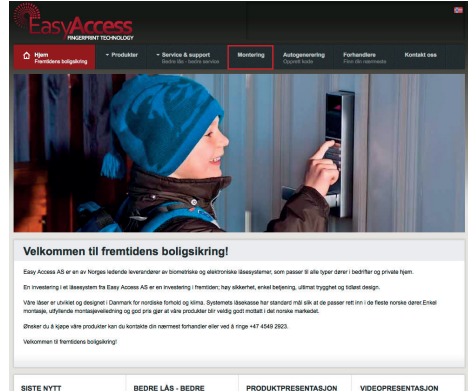 EasyAccess
FINGERPRINT TECHNOLOGY
Hjem
Fremtidens boligsikring
Produkter
Service & support
Bedre lås - bedre service
Montering
Autogenerering
Opprett kode
Forhandlere
Finn din nærmeste
Kontakt oss
Velkommen til fremtidens boligsikring!
Easy Access AS er en av Norges ledende leverandører av biometriske og elektroniske låsesystemer, som passer til alle typer dører i bedrifter og private hjem.
En investering i et låsesystem fra Easy Access AS er en investering i fremtiden; høy sikkerhet, enkel betjening, ultimat trygghet og tidløst design.
Våre låser er utviklet og designet i Danmark for nordiske forhold og klima. Systemets låsekasse har standard mål slik at de passer rett inn i de fleste norske dører.Enkel
montasje, utfyllende montasjeveiledning og god pris gjør at våre produkter blir veldig godt mottatt i det norske markedet.
Ønsker du å kjøpe våre produkter kan du kontakte din nærmest forhandler eller ved å ringe +47 4549 2923.
Velkommen til fremtidens boligsikring!
SISTE NYTT
BEDRE LÅS - BEDRE
PRODUKTPRESENTASJON
VIDEOPRESENTASJON